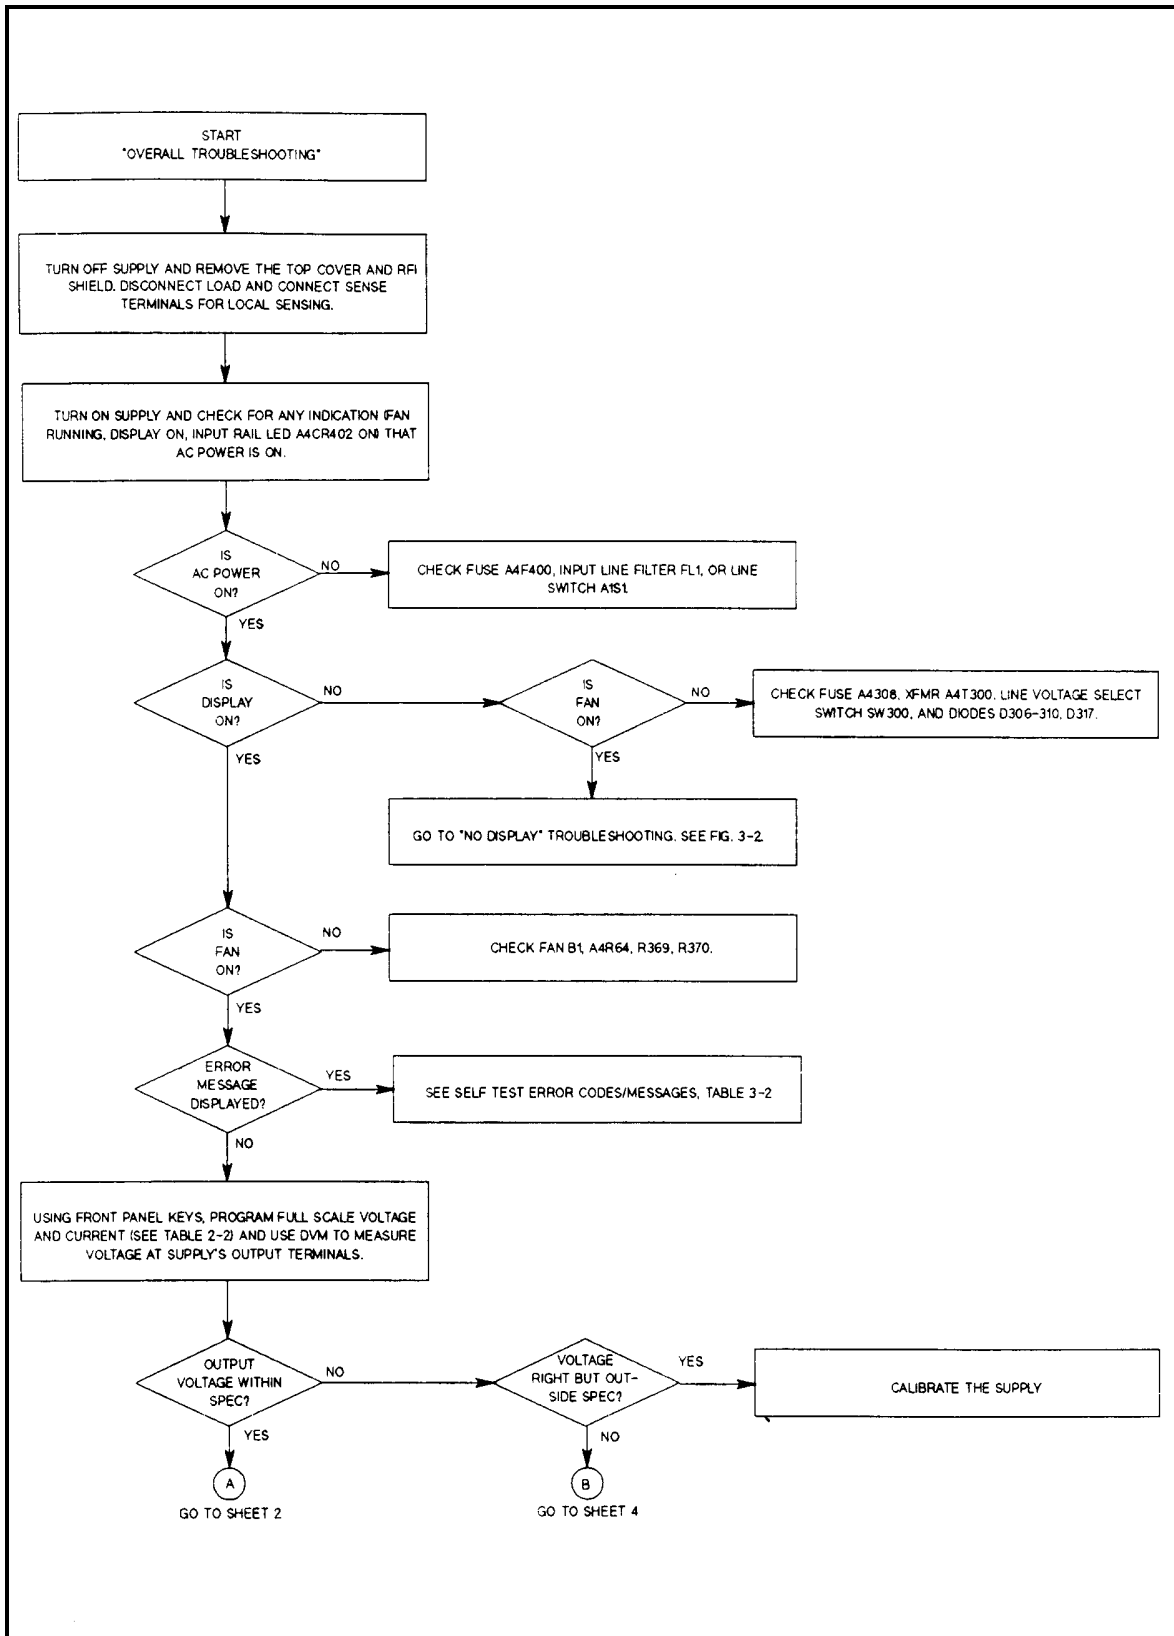 START
"OVERALL TROUBLESHOOTING"
TURN OFF SUPPLY AND REMOVE THE TOP COVER AND RFI
SHIELD. DISCONNECT LOAD AND CONNECT SENSE
TERMINALS FOR LOCAL SENSING.
TURN ON SUPPLY AND CHECK FOR ANY INDICATION (FAN
RUNNING, DISPLAY ON, INPUT RAIL LED A4CR402 ON) THAT
AC POWER IS ON.
IS
AC POWER
ON?
NO
CHECK FUSE A4F400, INPUT LINE FILTER FL1, OR LINE
SWITCH A1S1.
YES
IS
DISPLAY
ON?
NO
IS
FAN
ON?
NO
CHECK FUSE A4308, XFMR A4T300, LINE VOLTAGE SELECT
SWITCH SW300, AND DIODES D306-310, D317.
YES
YES
GO TO "NO DISPLAY" TROUBLESHOOTING. SEE FIG. 3-2.
IS
FAN
ON?
NO
CHECK FAN B1, A4R64, R369, R370.
YES
ERROR
MESSAGE
DISPLAYED?
YES
SEE SELF TEST ERROR CODES/MESSAGES, TABLE 3-2
NO
USING FRONT PANEL KEYS, PROGRAM FULL SCALE VOLTAGE
AND CURRENT (SEE TABLE 2-2) AND USE DVM TO MEASURE
VOLTAGE AT SUPPLY'S OUTPUT TERMINALS.
OUTPUT
VOLTAGE WITHIN
SPEC?
NO
VOLTAGE
RIGHT BUT OUT-
SIDE SPEC?
YES
CALIBRATE THE SUPPLY
YES
NO
A
GO TO SHEET 2
B
GO TO SHEET 4